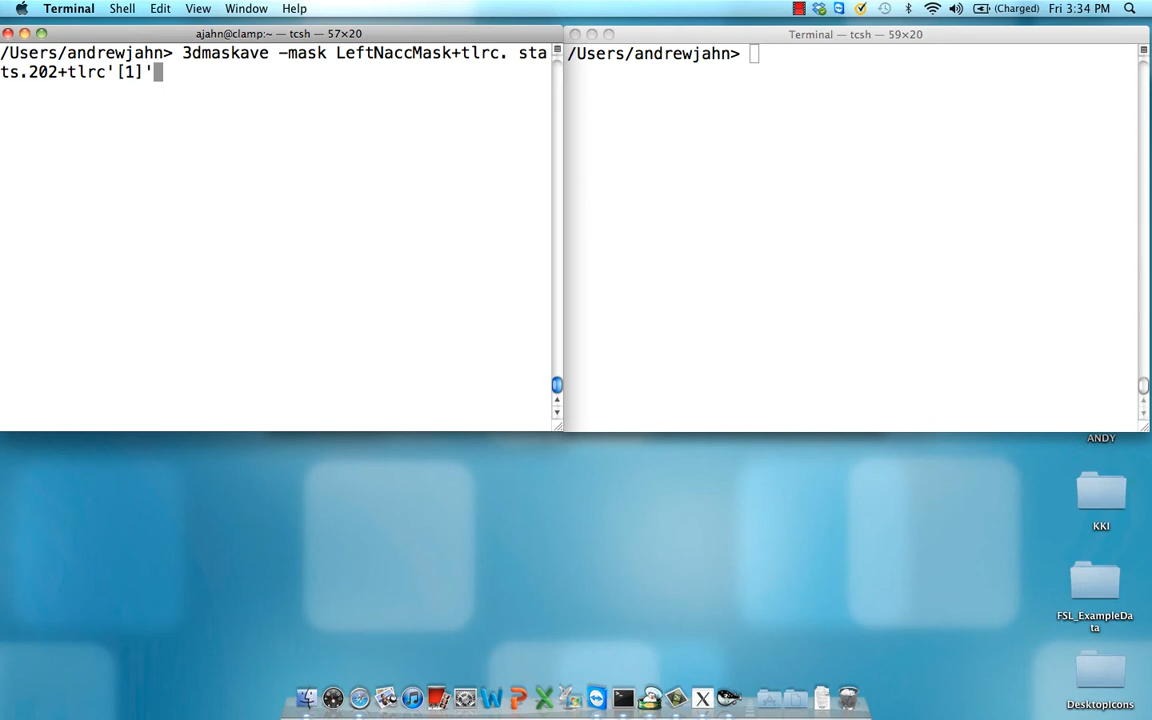 Terminal Shell Edit View Window Help
(Charged) Fri 3:34 PM
ajahn@clamp:~ — tcsh — 57×20
/Users/andrewjahn> 3dmaskave -mask LeftNaccMask+tlrc. sta
ts.202+tlrc'[1]'
Terminal — tcsh — 59×20
/Users/andrewjahn>
ANDY
KKI
FSL_ExampleDa
ta
DesktopIcons